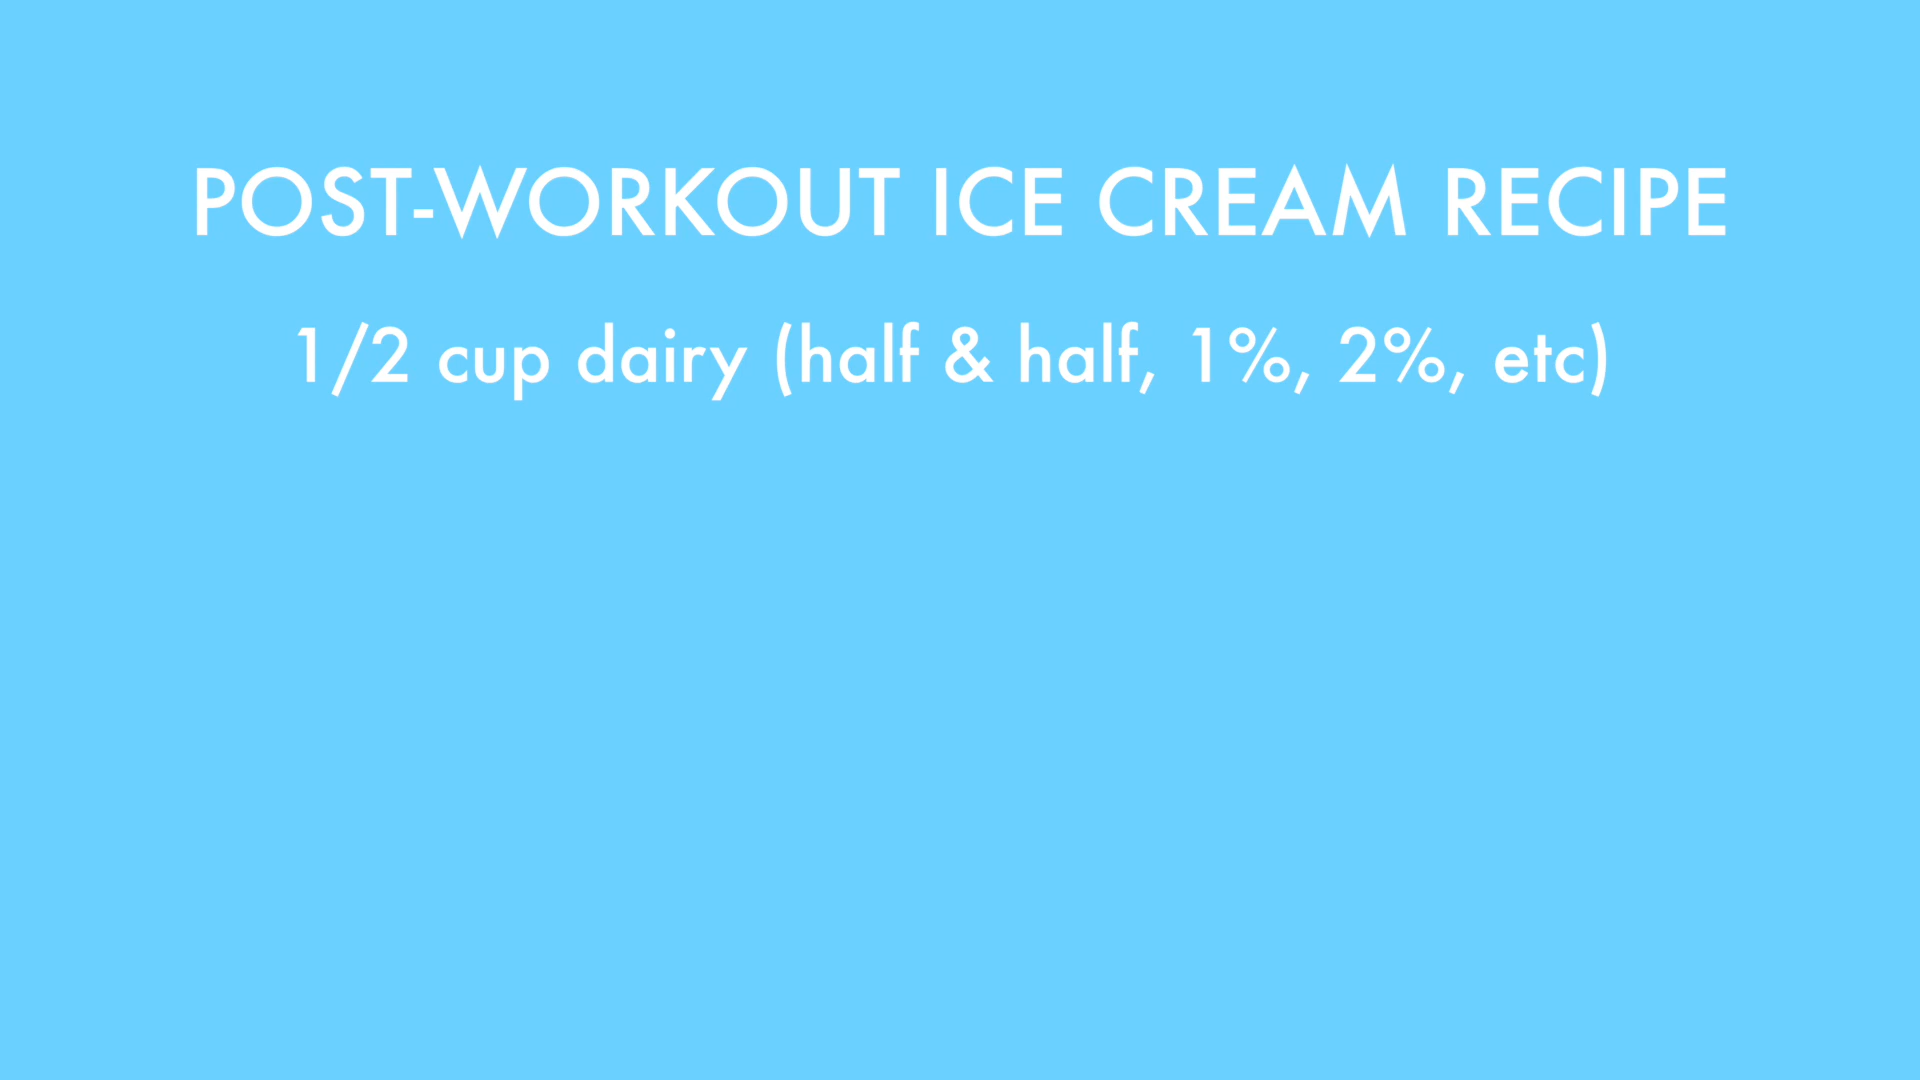 POST-WORKOUT ICE CREAM RECIPE
1/2 cup dairy (half & half, 1%, 2%, etc)